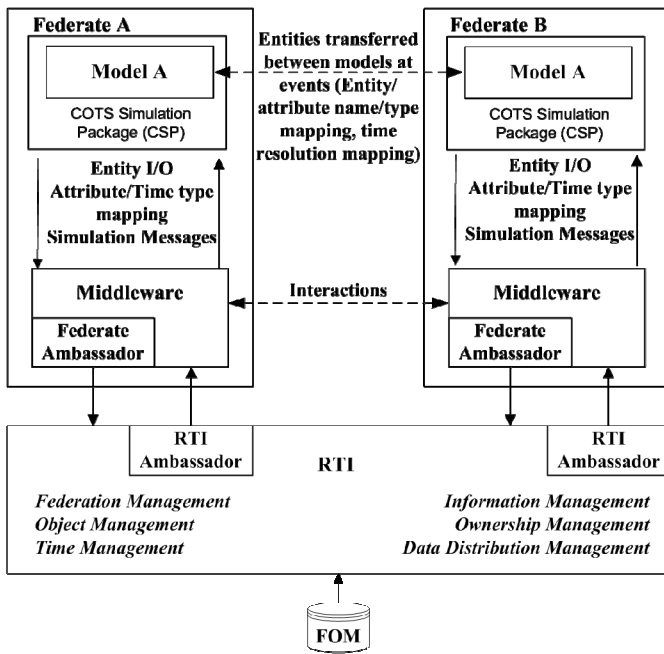 Federate A
Model A
COTS Simulation
Package (CSP)
Entity I/O
Attribute/Time type
mapping
Simulation Messages
Middleware
Federate
Ambassador
Entities transferred
between models at
events (Entity/
attribute name/type
mapping, time
resolution mapping)
Interactions
Federate B
Model A
COTS Simulation
Package (CSP)
Entity I/O
Attribute/Time type
mapping
Simulation Messages
Middleware
Federate
Ambassador
RTI
Ambassador
RTI
RTI
Ambassador
Federation Management
Object Management
Time Management
Information Management
Ownership Management
Data Distribution Management
FOM